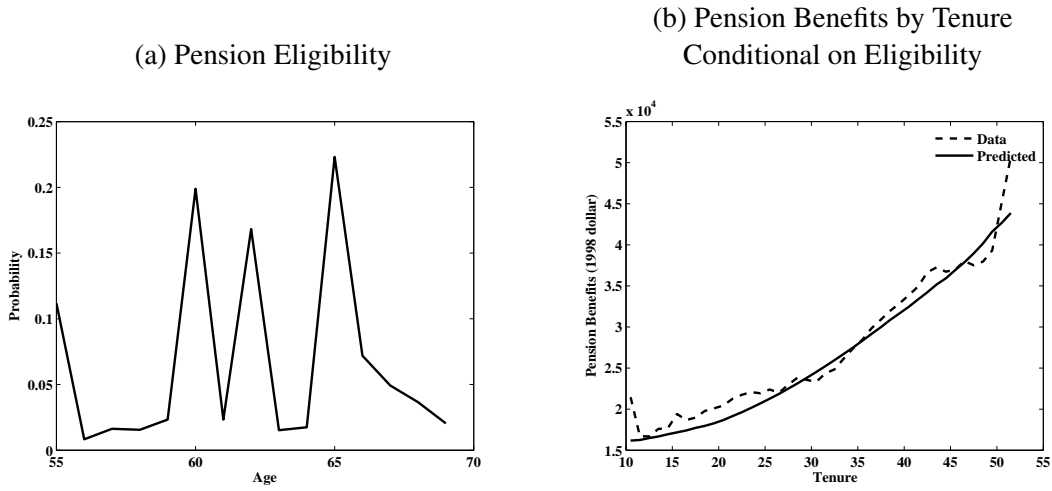 (a) Pension Eligibility
0.25
0.2
0.15
0.1
0.05
0
Probability
55
60
65
70
Age
(b) Pension Benefits by Tenure
Conditional on Eligibility
x 10⁴
5.5
5
4.5
4
3.5
3
2.5
2
1.5
Pension Benefits (1998 dollar)
Data
Predicted
10
15
20
25
30
35
40
45
50
55
Tenure